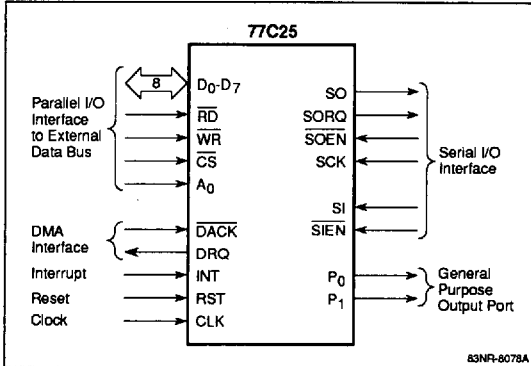 77C25
8
D0-D7
Parallel I/O
Interface
to External
Data Bus
RD
WR
CS
A0
DMA
Interface
DACK
DRQ
Interrupt
INT
Reset
RST
Clock
CLK
SO
SORQ
SOEN
SCK
Serial I/O
Interface
SI
SIEN
P0
P1
General
Purpose
Output Port
83NR-8078A